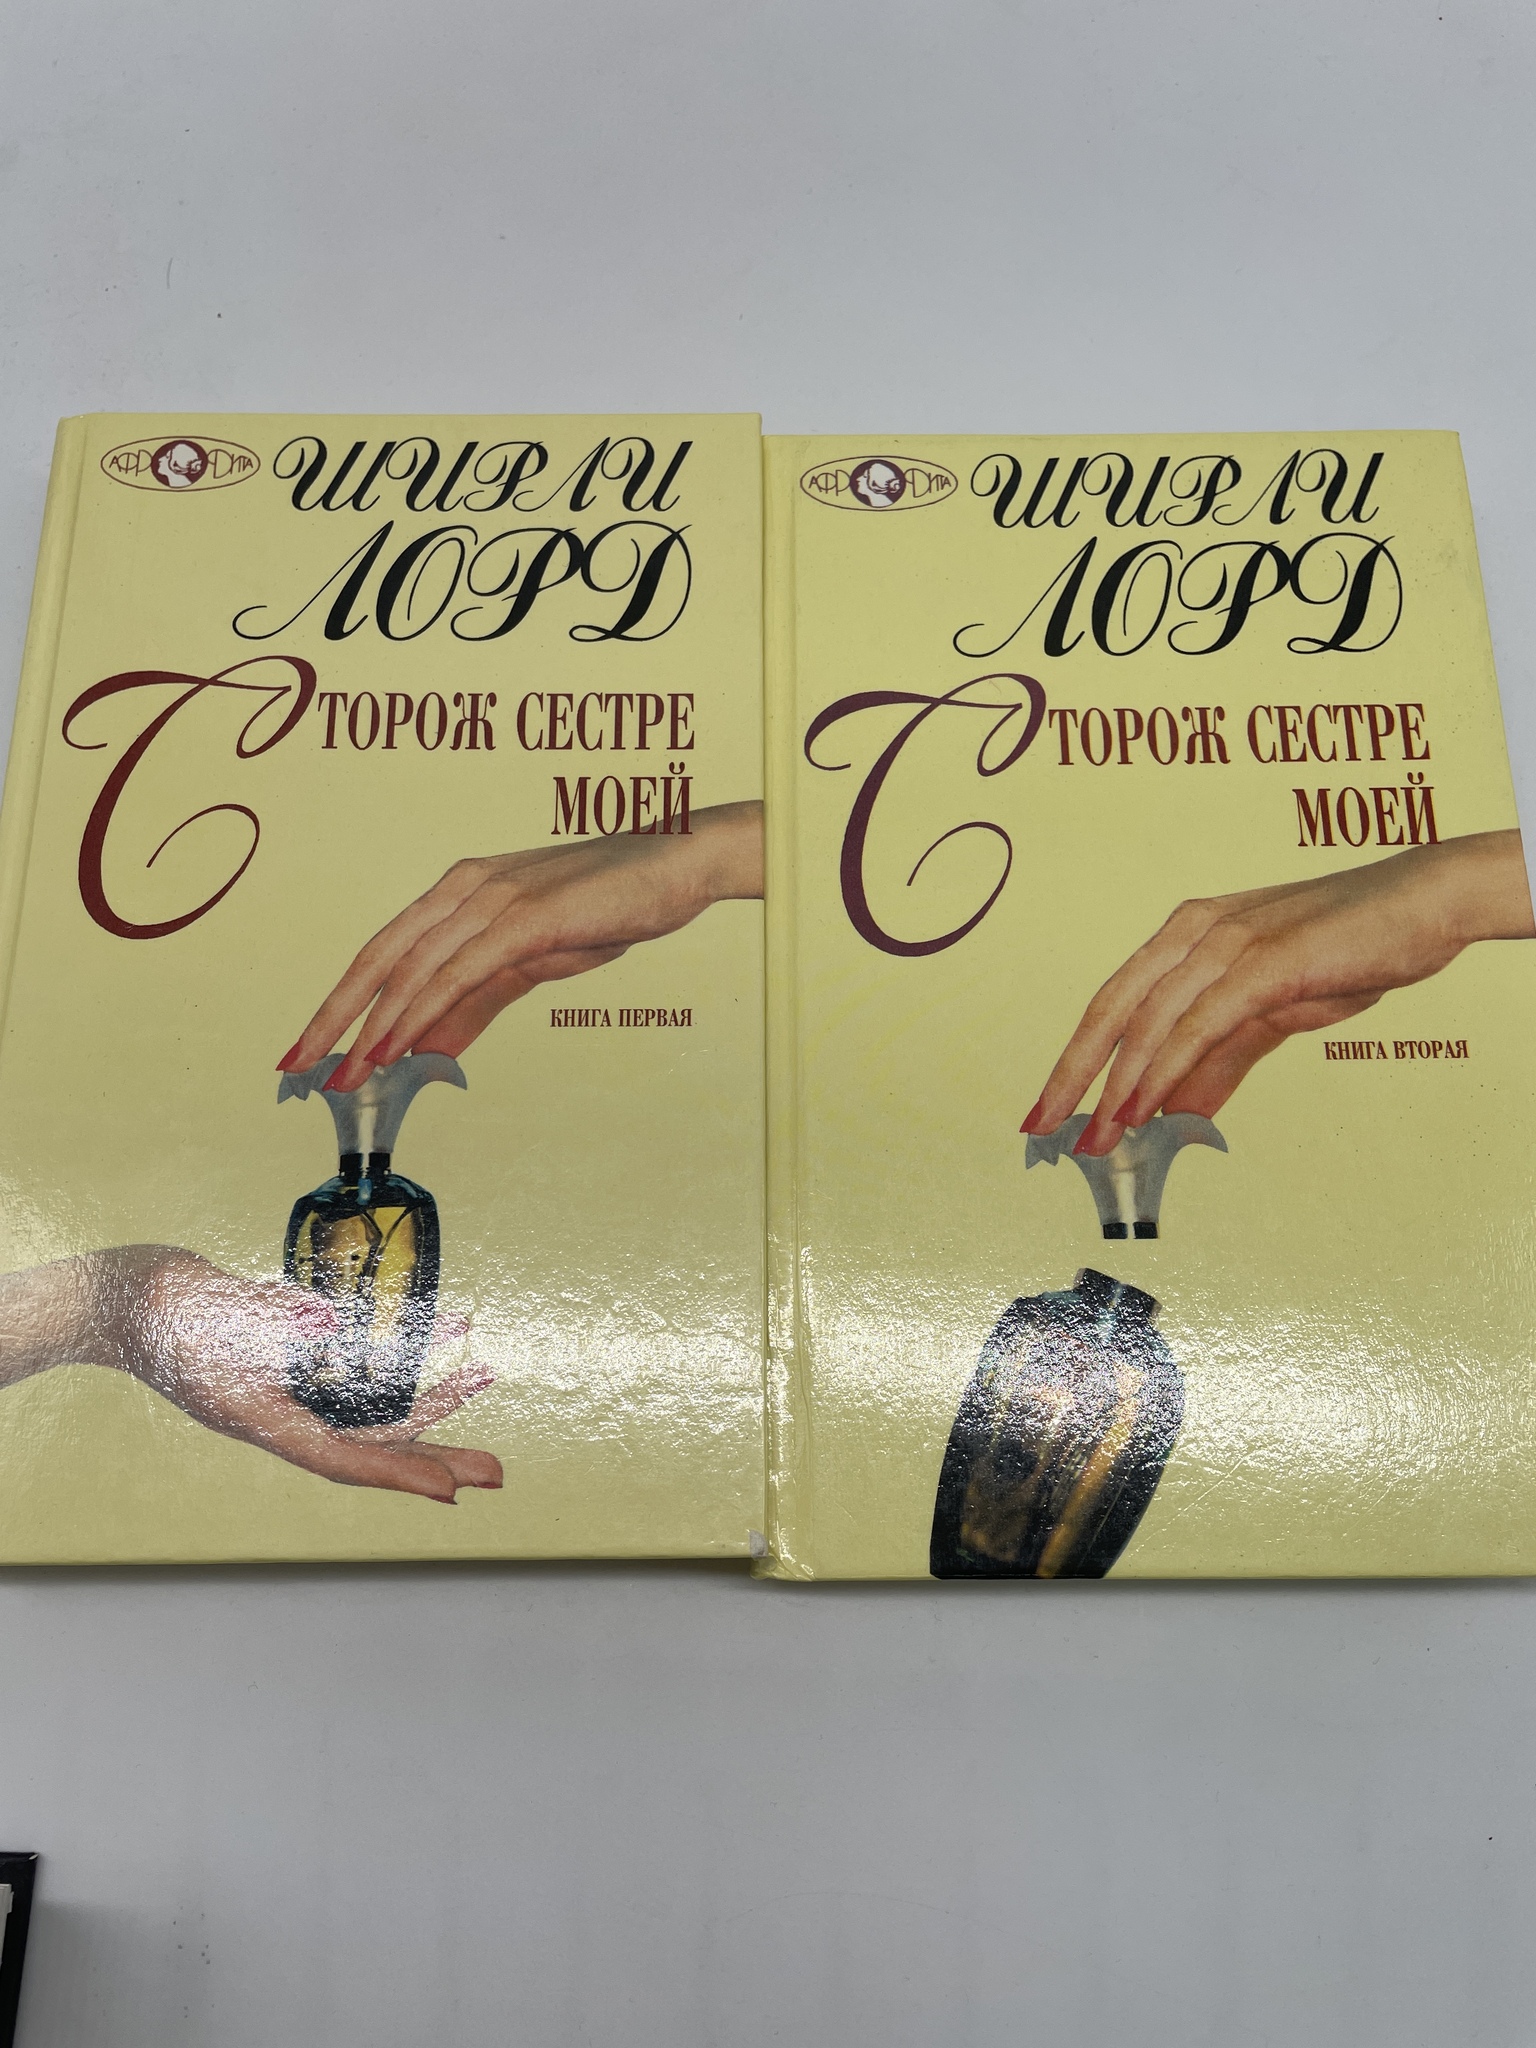 АФРОДИТА
ШИРЛИ
ЛОРД
СТОРОЖ СЕСТРЕ
МОЕЙ
КНИГА ПЕРВАЯ
АФРОДИТА
ШИРЛИ
ЛОРД
СТОРОЖ СЕСТРЕ
МОЕЙ
КНИГА ВТОРАЯ